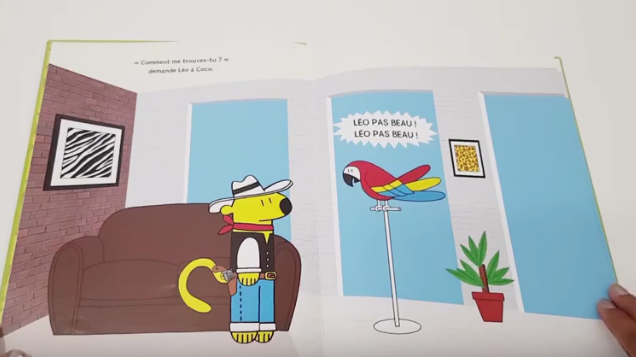 « Comment me trouves-tu ? »
demande Léo à Coco.
LÉO PAS BEAU !
LÉO PAS BEAU !